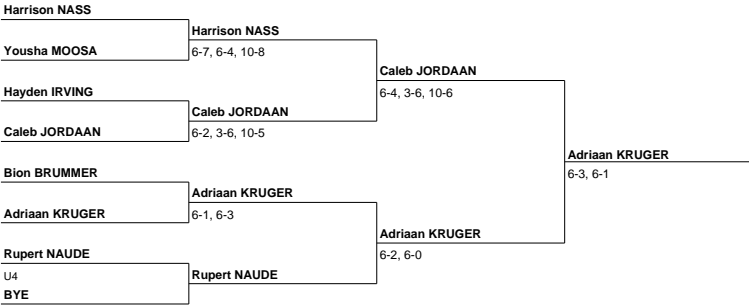 Harrison NASS
Harrison NASS
Yousha MOOSA
6-7, 6-4, 10-8
Caleb JORDAAN
Hayden IRVING
6-4, 3-6, 10-6
Caleb JORDAAN
Caleb JORDAAN
6-2, 3-6, 10-5
Adriaan KRUGER
Bion BRUMMER
6-3, 6-1
Adriaan KRUGER
Adriaan KRUGER
6-1, 6-3
Adriaan KRUGER
Rupert NAUDE
6-2, 6-0
U4
Rupert NAUDE
BYE